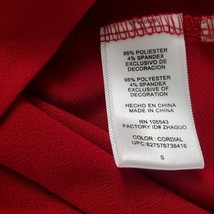 96% POLIESTER
4% SPANDEX
EXCLUSIVO DE
DECORACION
96% POLYESTER
4% SPANDEX
EXCLUSIVE OF
DECORATION
HECHO EN CHINA
MADE IN CHINA
RN 105543
FACTORY ID# ZHAGUO
COLOR: CORDIAL
UPC: 827576738416
S